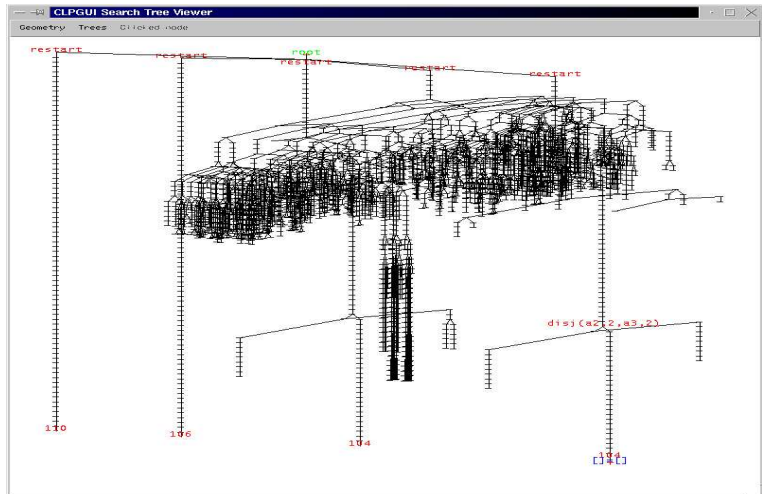 CLPGUI Search Tree Viewer
Geometry Trees Clicked node
root
restart restart restart restart restart
disj(a2,2,a3,2)
110 106 104 104
[]=[]